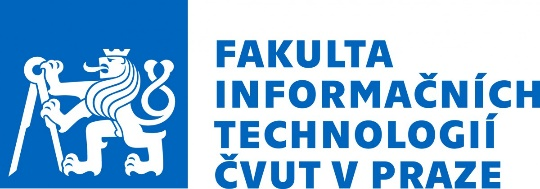 FAKULTA
INFORMAČNÍCH
TECHNOLOGIÍ
ČVUT V PRAZE